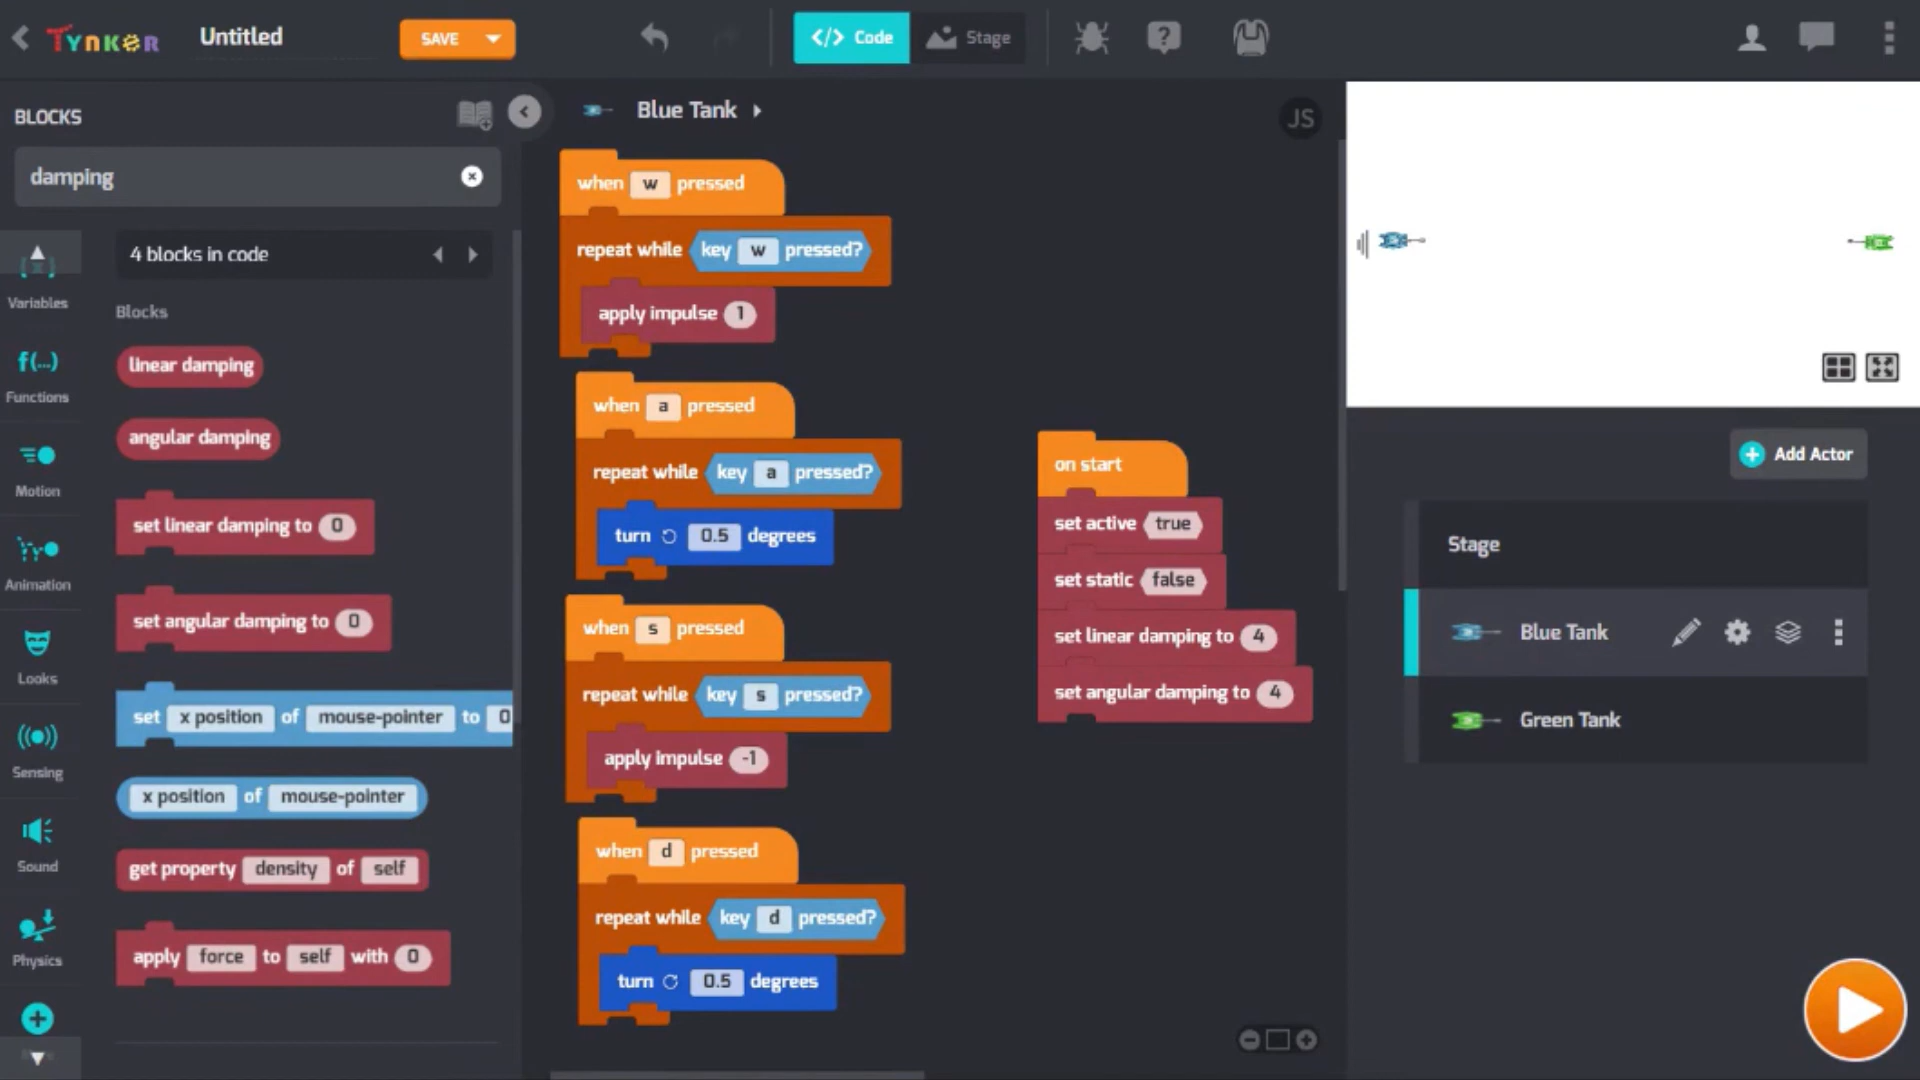 TYNKER
Untitled
SAVE
</> Code
Stage
BLOCKS
damping
4 blocks in code
Blocks
linear damping
angular damping
set linear damping to 0
set angular damping to 0
set x position of mouse-pointer to 0
x position of mouse-pointer
get property density of self
apply force to self with 0
Variables
f(...)
Functions
Motion
Animation
Looks
Sensing
Sound
Physics
Blue Tank
JS
when w pressed
repeat while key w pressed?
apply impulse 1
when a pressed
repeat while key a pressed?
turn 0.5 degrees
when s pressed
repeat while key s pressed?
apply impulse -1
when d pressed
repeat while key d pressed?
turn 0.5 degrees
on start
set active true
set static false
set linear damping to 4
set angular damping to 4
Add Actor
Stage
Blue Tank
Green Tank